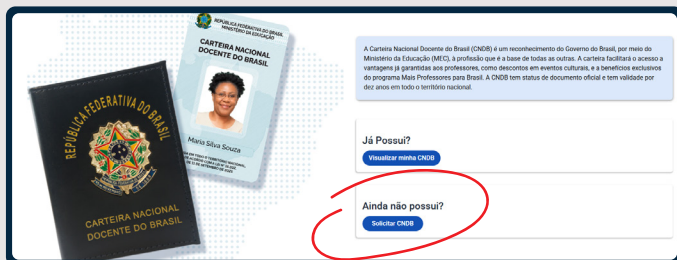 REPÚBLICA FEDERATIVA DO BRASIL
MINISTÉRIO DA EDUCAÇÃO
CARTEIRA NACIONAL
DOCENTE DO BRASIL
Maria Silva Souza
REPÚBLICA FEDERATIVA DO BRASIL
CARTEIRA NACIONAL
DOCENTE DO BRASIL
A Carteira Nacional Docente do Brasil (CNDB) é um reconhecimento do Governo do Brasil, por meio do
Ministério da Educação (MEC), à profissão que é a base de todas as outras. A carteira facilitará o acesso a
vantagens já garantidas aos professores, como descontos em eventos culturais, e a benefícios exclusivos
do programa Mais Professores para Brasil. A CNDB tem status de documento oficial e tem validade por
dez anos em todo o território nacional.
Já Possui?
Visualizar minha CNDB
Ainda não possui?
Solicitar CNDB